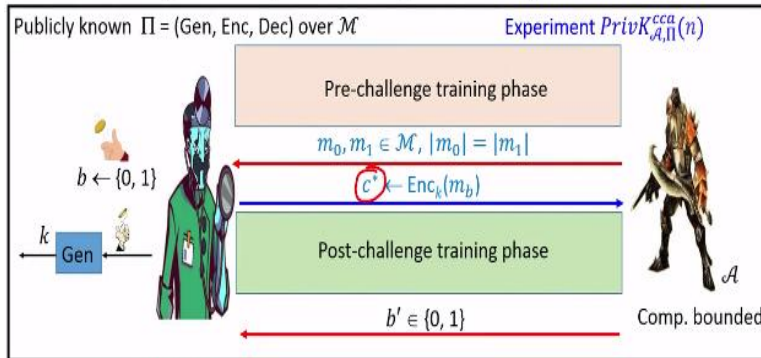 Publicly known Π = (Gen, Enc, Dec) over ℳ
Experiment PrivK^{cca}_{𝒜,Π}(n)
Pre-challenge training phase
m₀, m₁ ∈ ℳ, |m₀| = |m₁|
b ← {0, 1}
c* ← Enc_k(m_b)
k
Gen
Post-challenge training phase
𝒜
b′ ∈ {0, 1}
Comp. bounded